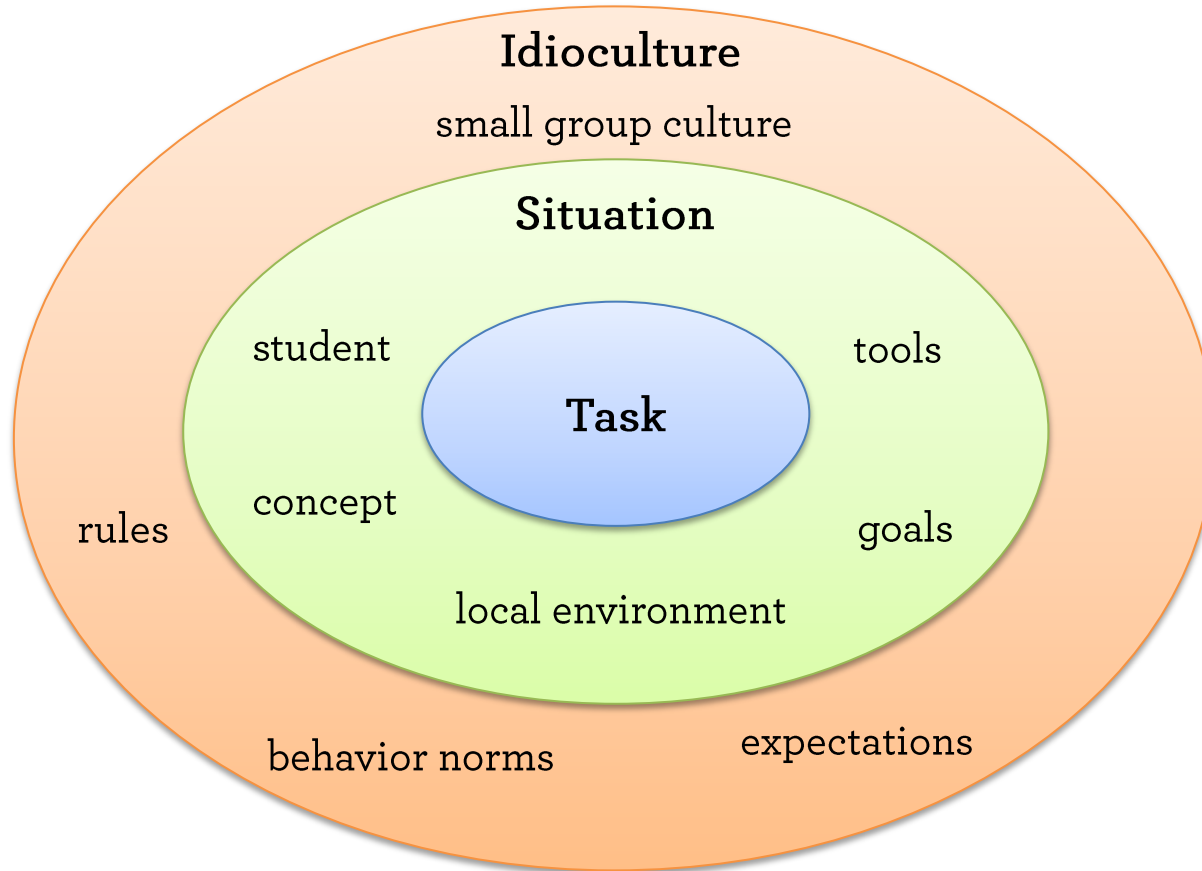 Idioculture
small group culture
Situation
student
tools
Task
concept
goals
rules
local environment
expectations
behavior norms